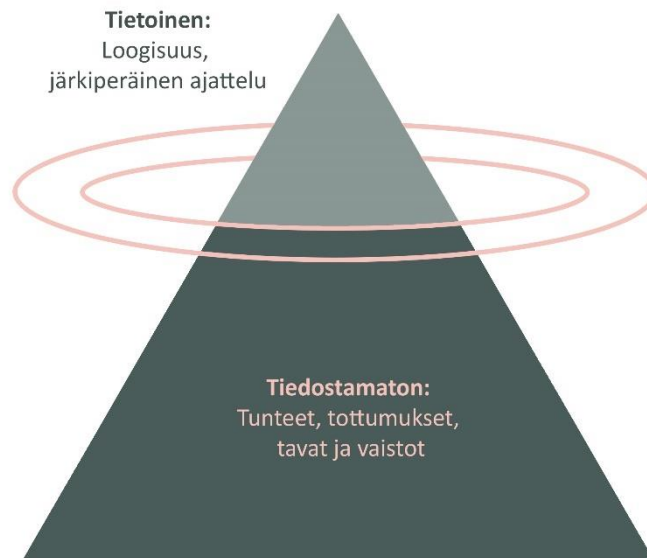 Tietoinen:
Loogisuus,
järkiperäinen ajattelu
Tiedostamaton:
Tunteet, tottumukset,
tavat ja vaistot